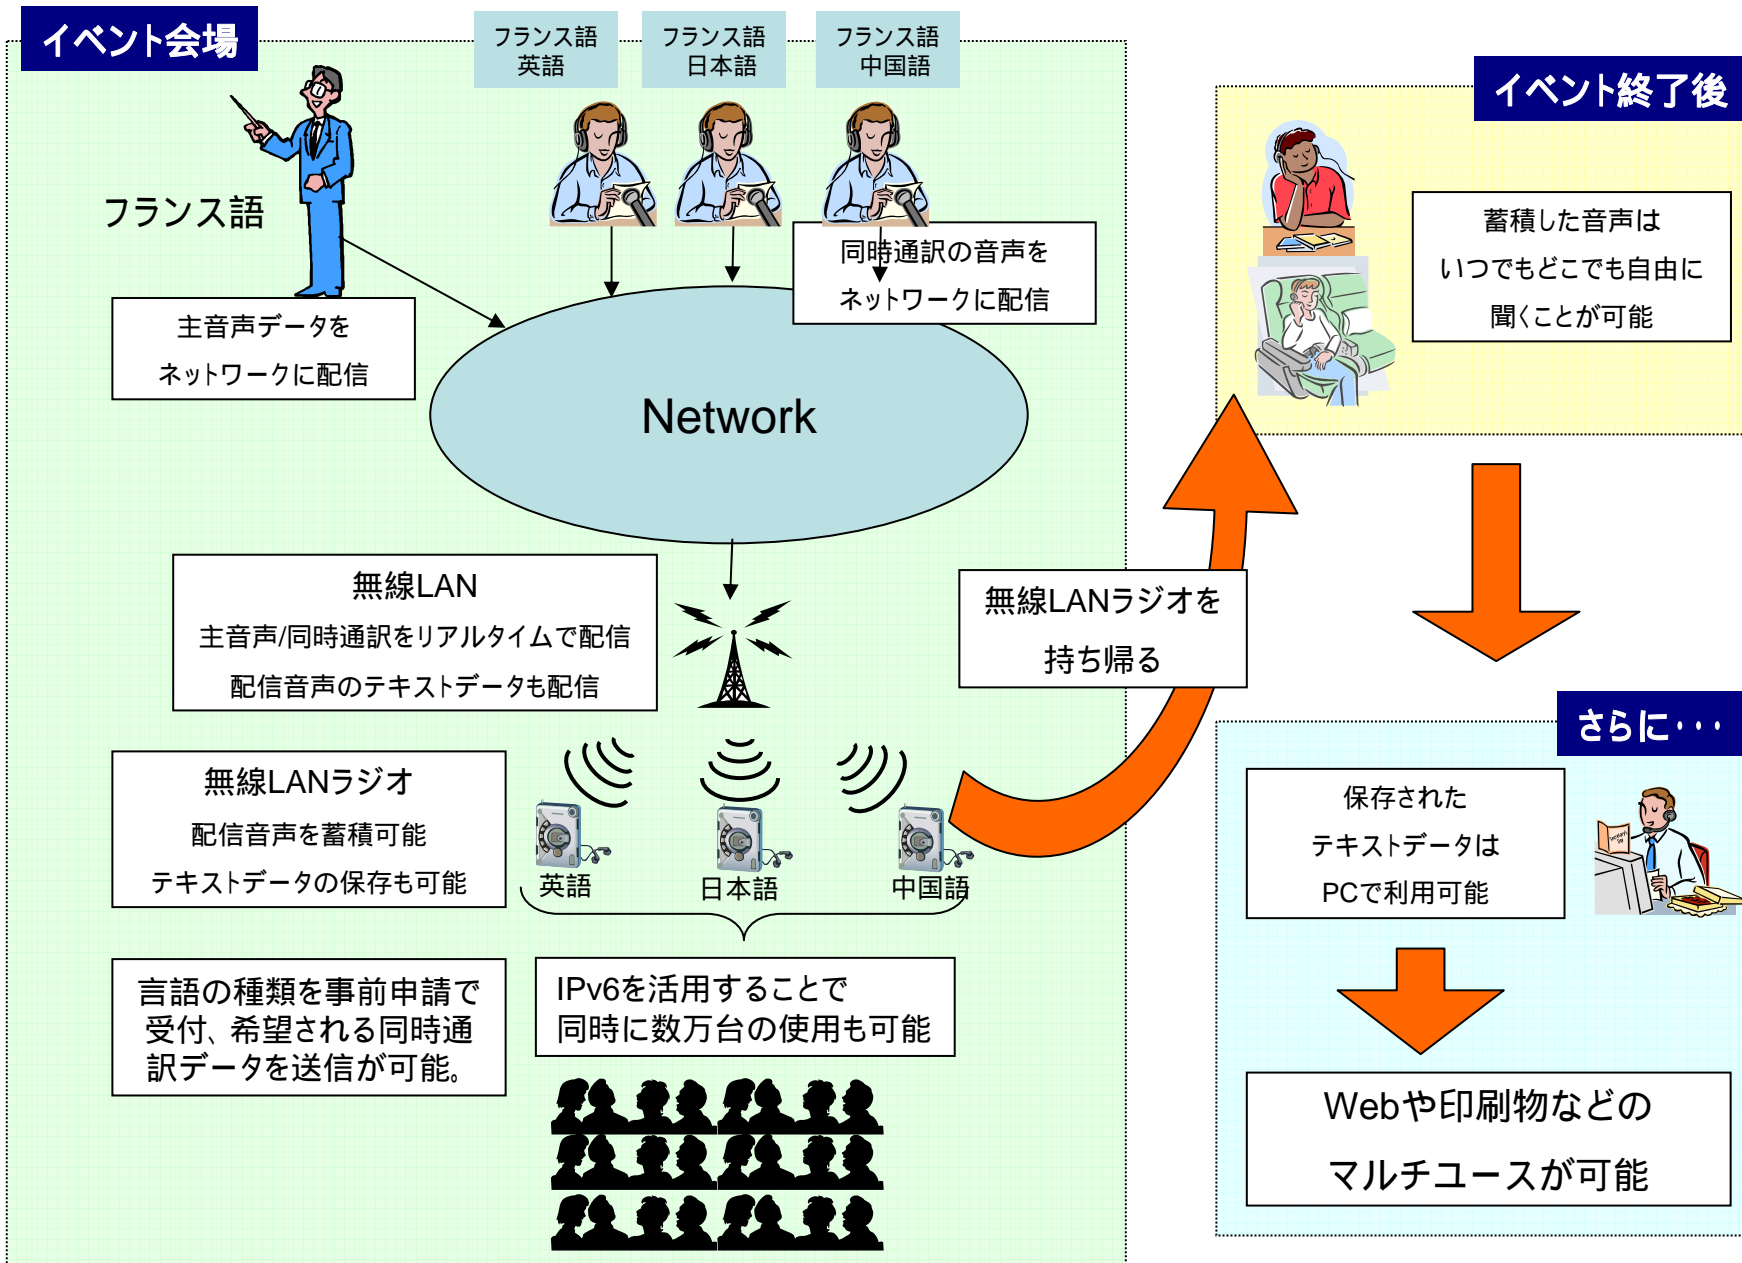 イベント会場
フランス語
英語
フランス語
日本語
フランス語
中国語
フランス語
主音声データを
ネットワークに配信
同時通訳の音声を
ネットワークに配信
Network
無線LAN
主音声/同時通訳をリアルタイムで配信
配信音声のテキストデータも配信
無線LANラジオ
配信音声を蓄積可能
テキストデータの保存も可能
英語
日本語
中国語
言語の種類を事前申請で
受付、希望される同時通
訳データを送信が可能。
IPv6を活用することで
同時に数万台の使用も可能
無線LANラジオを
持ち帰る
イベント終了後
蓄積した音声は
いつでもどこでも自由に
聞くことが可能
さらに・・・
保存された
テキストデータは
PCで利用可能
Webや印刷物などの
マルチユースが可能